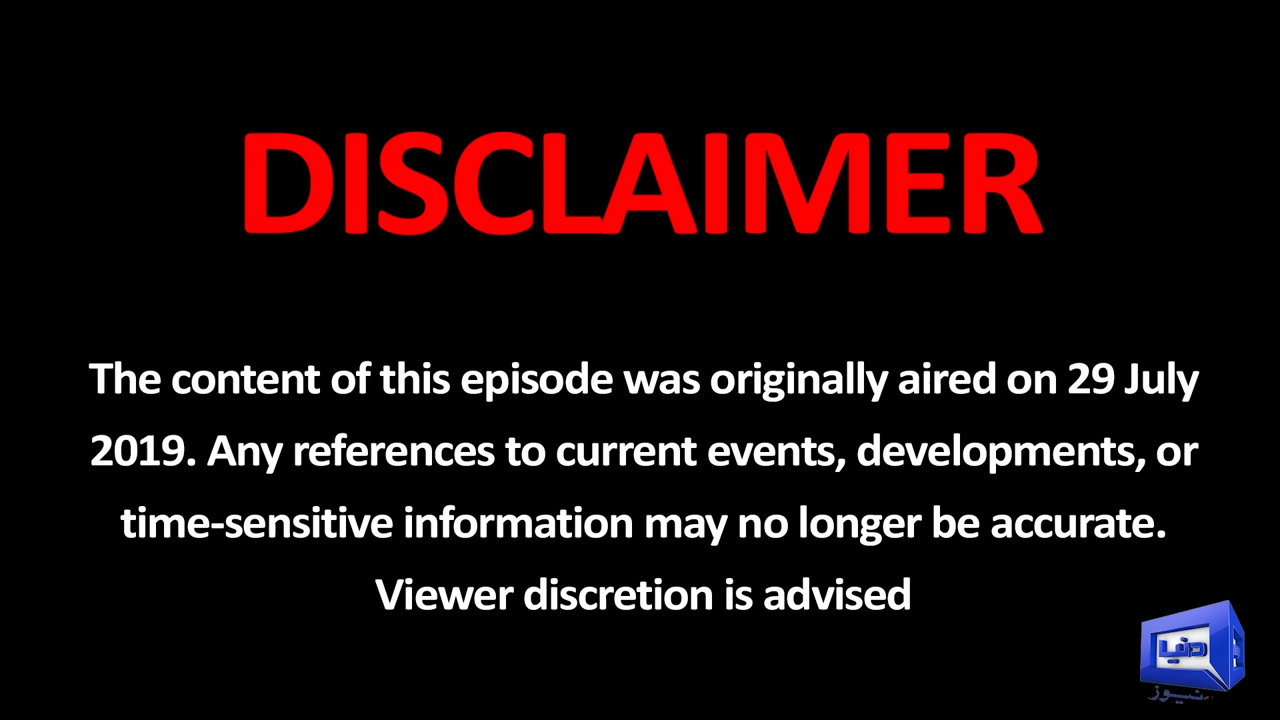 DISCLAIMER
The content of this episode was originally aired on 29 July
2019. Any references to current events, developments, or
time-sensitive information may no longer be accurate.
Viewer discretion is advised
دنیا
نیوز